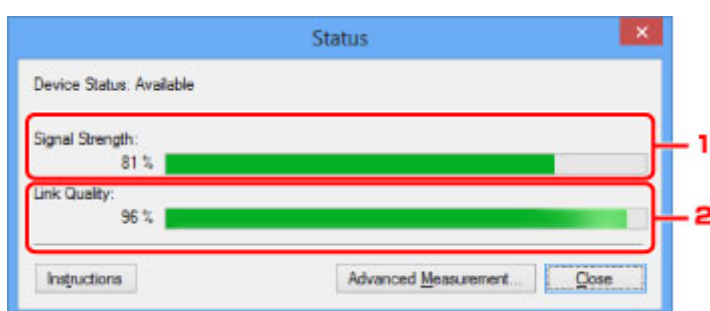 Status
Device Status: Available
Signal Strength:
81 %
1
Link Quality:
96 %
2
Instructions Advanced Measurement... Close